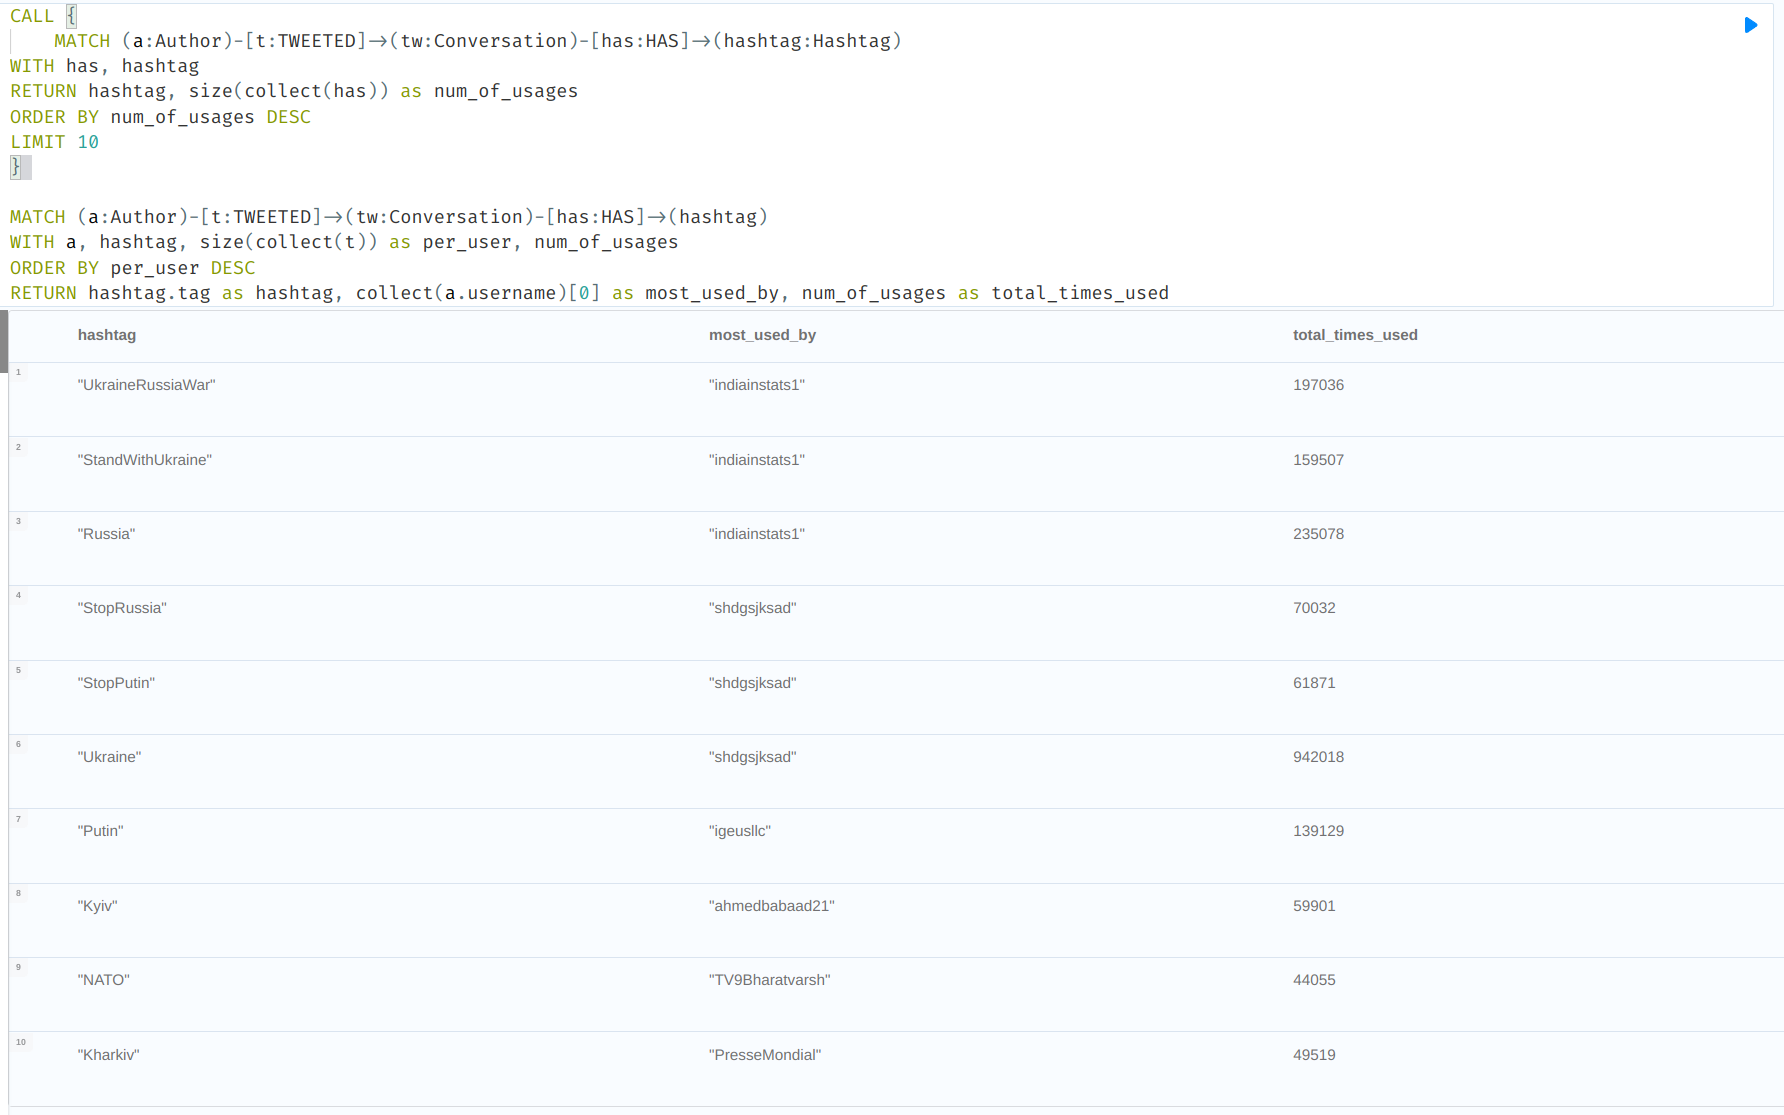 CALL {
    MATCH (a:Author)-[t:TWEETED]→(tw:Conversation)-[has:HAS]→(hashtag:Hashtag)
WITH has, hashtag
RETURN hashtag, size(collect(has)) as num_of_usages
ORDER BY num_of_usages DESC
LIMIT 10
}
MATCH (a:Author)-[t:TWEETED]→(tw:Conversation)-[has:HAS]→(hashtag)
WITH a, hashtag, size(collect(t)) as per_user, num_of_usages
ORDER BY per_user DESC
RETURN hashtag.tag as hashtag, collect(a.username)[0] as most_used_by, num_of_usages as total_times_used
hashtag most_used_by total_times_used
1 "UkraineRussiaWar" "indiainstats1" 197036
2 "StandWithUkraine" "indiainstats1" 159507
3 "Russia" "indiainstats1" 235078
4 "StopRussia" "shdgsjksad" 70032
5 "StopPutin" "shdgsjksad" 61871
6 "Ukraine" "shdgsjksad" 942018
7 "Putin" "igeusllc" 139129
8 "Kyiv" "ahmedbabaad21" 59901
9 "NATO" "TV9Bharatvarsh" 44055
10 "Kharkiv" "PresseMondial" 49519